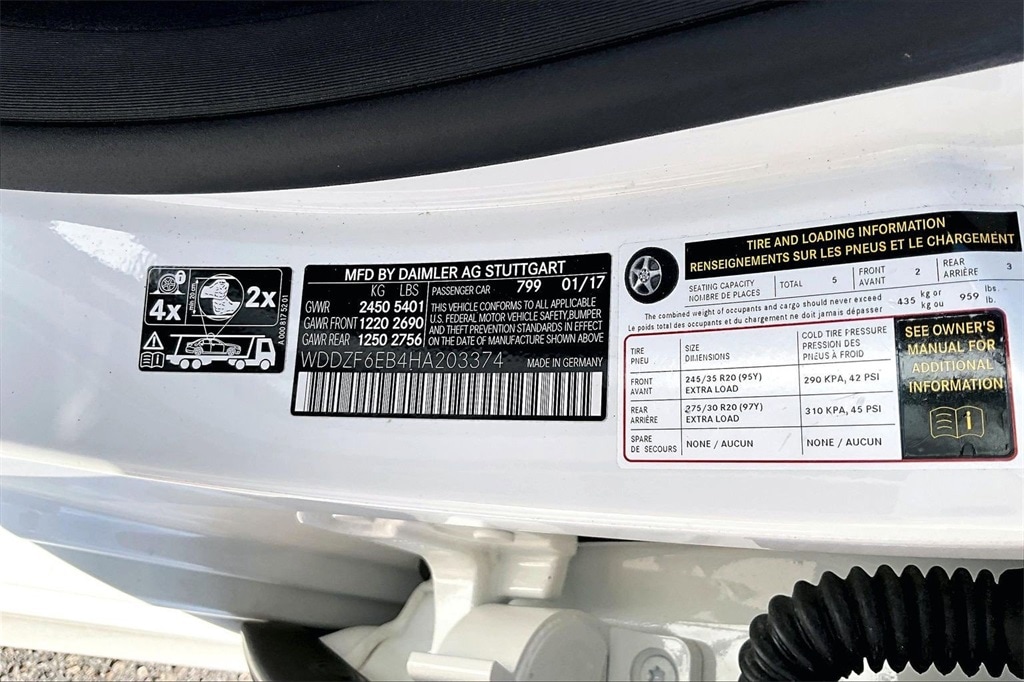 4x
2x
min. 20 cm
A 000 817 52 01
MFD BY DAIMLER AG STUTTGART
KG LBS PASSENGER CAR 799 01/17
GVWR 2450 5401 THIS VEHICLE CONFORMS TO ALL APPLICABLE
GAWR FRONT 1220 2690 U.S. FEDERAL MOTOR VEHICLE SAFETY, BUMPER
GAWR REAR 1250 2756 AND THEFT PREVENTION STANDARDS IN EFFECT
ON THE DATE OF MANUFACTURE SHOWN ABOVE
WDDZF6EB4HA203374
TIRE AND LOADING INFORMATION
RENSEIGNEMENTS SUR LES PNEUS ET LE CHARGEMENT
SEATING CAPACITY TOTAL 5 FRONT 2 REAR 3
NOMBRE DE PLACES AVANT ARRIÈRE
The combined weight of occupants and cargo should never exceed 435 kg or 959 lbs.
Le poids total des occupants et du chargement ne doit jamais dépasser kg ou lb.
TIRE SIZE COLD TIRE PRESSURE
PNEU DIMENSIONS PRESSION DES
PNEUS À FROID
FRONT 245/35 R20 (95Y) 290 KPA, 42 PSI
AVANT EXTRA LOAD
REAR 275/30 R20 (97Y) 310 KPA, 45 PSI
ARRIÈRE EXTRA LOAD
SPARE NONE / AUCUN NONE / AUCUN
DE SECOURS
SEE OWNER'S
MANUAL FOR
ADDITIONAL
INFORMATION
i